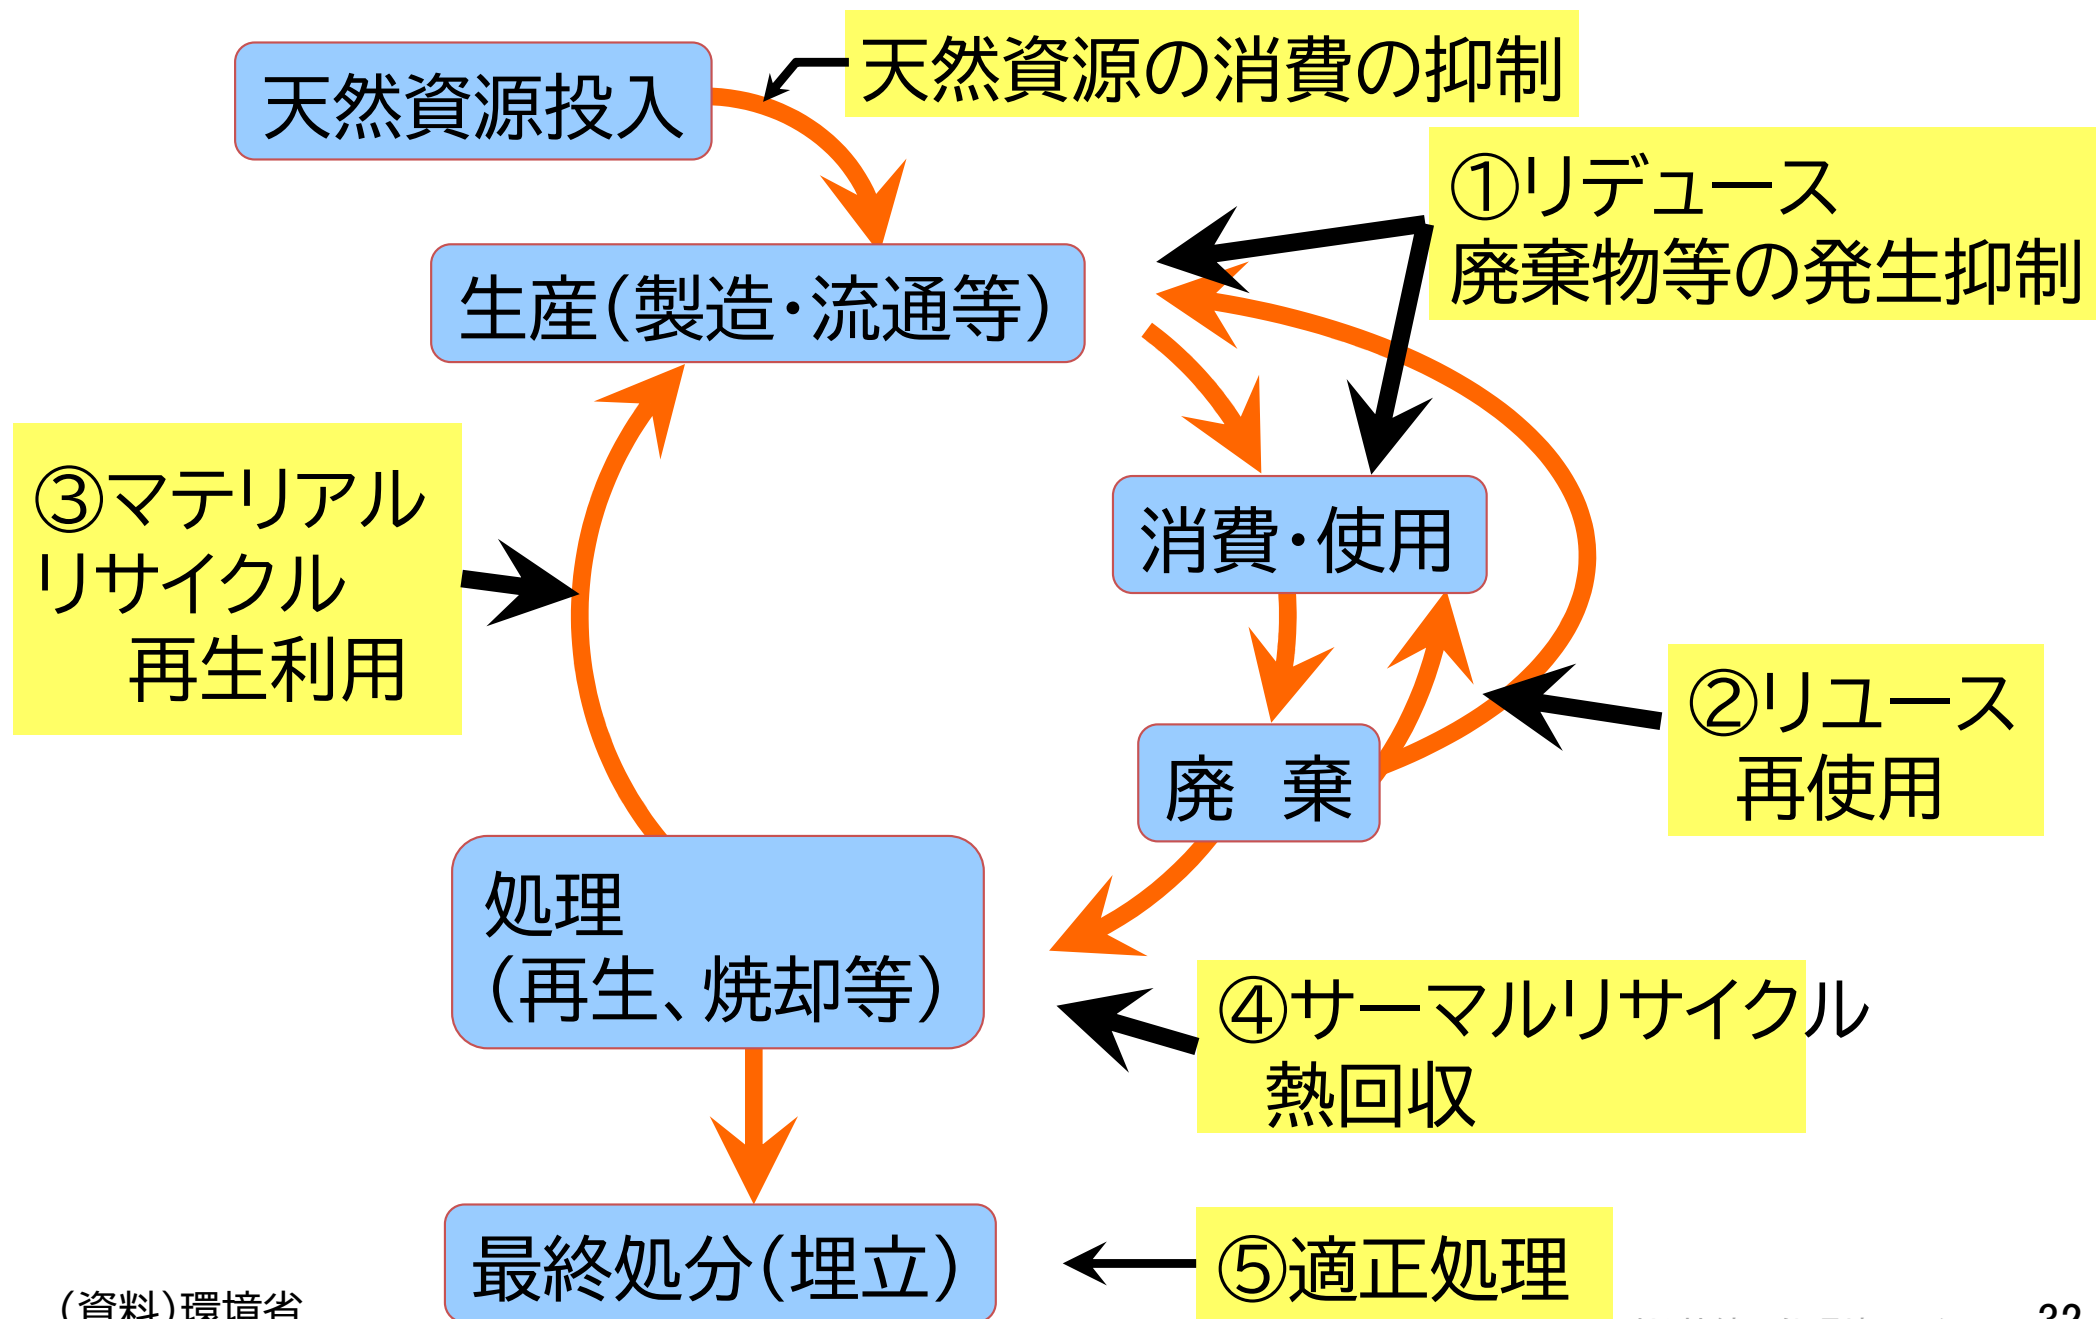 天然資源投入
天然資源の消費の抑制
①リデュース
廃棄物等の発生抑制
生産（製造・流通等）
③マテリアル
リサイクル
再生利用
消費・使用
②リユース
再使用
廃　棄
処理
（再生、焼却等）
④サーマルリサイクル
熱回収
最終処分（埋立）
⑤適正処理
（資料）環境省
32